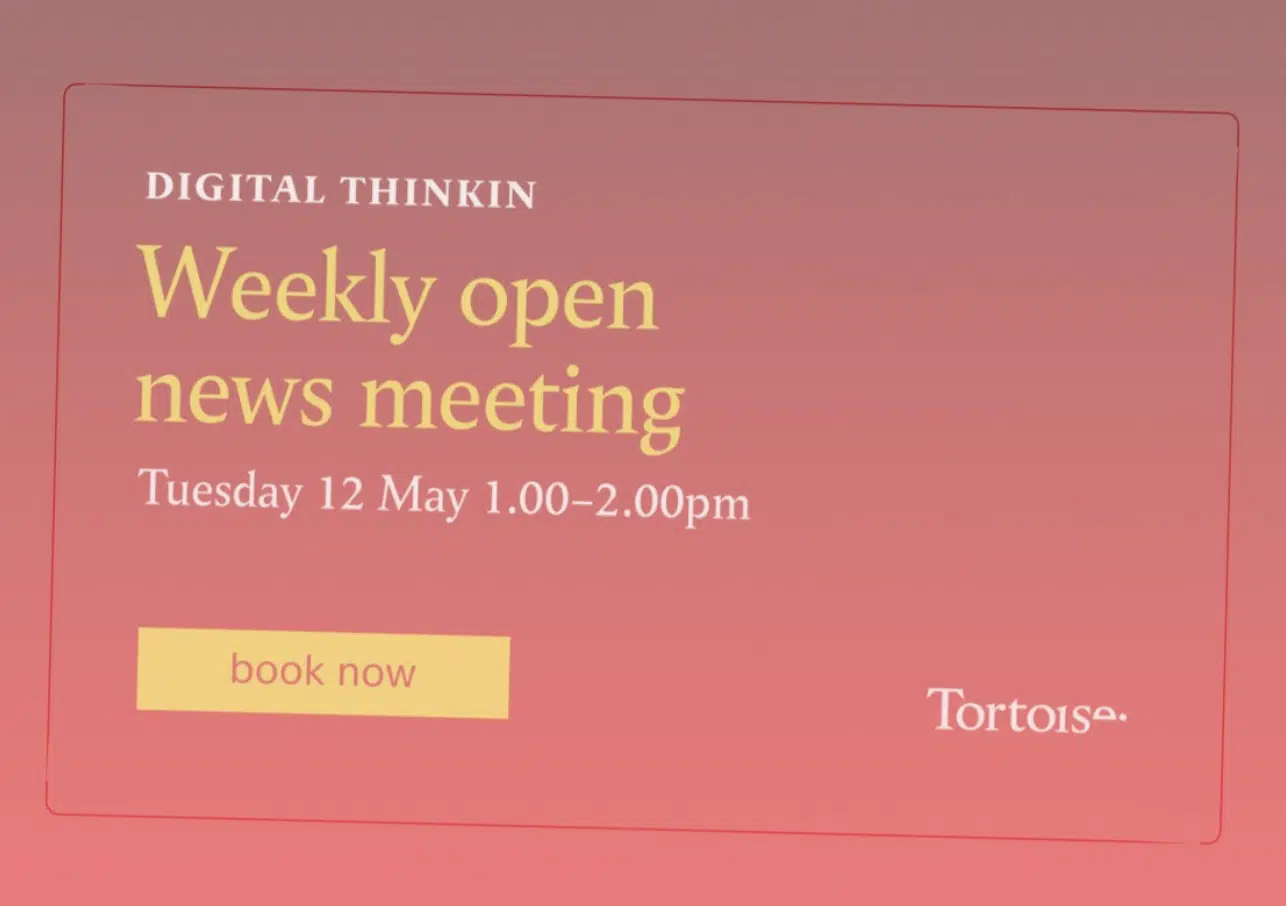 DIGITAL THINKIN
Weekly open
news meeting
Tuesday 12 May 1.00–2.00pm
book now
Tortoise.